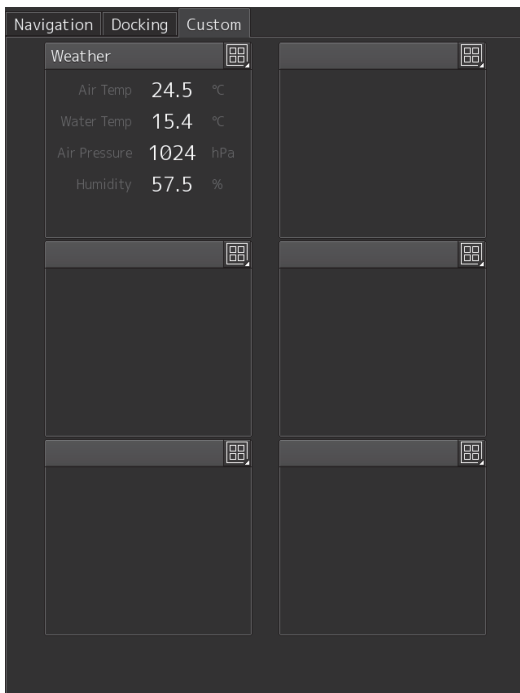 Navigation Docking Custom
Weather
Air Temp 24.5 ℃
Water Temp 15.4 ℃
Air Pressure 1024 hPa
Humidity 57.5 %